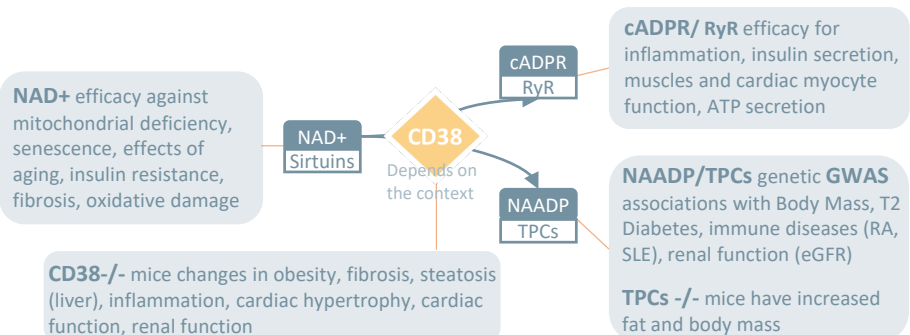 NAD+ efficacy against
mitochondrial deficiency,
senescence, effects of
aging, insulin resistance,
fibrosis, oxidative damage
NAD+
Sirtuins
CD38
Depends on
the context
cADPR
RyR
NAADP
TPCs
cADPR/ RyR efficacy for
inflammation, insulin secretion,
muscles and cardiac myocyte
function, ATP secretion
NAADP/TPCs genetic GWAS
associations with Body Mass, T2
Diabetes, immune diseases (RA,
SLE), renal function (eGFR)
TPCs -/- mice have increased
fat and body mass
CD38-/- mice changes in obesity, fibrosis, steatosis
(liver), inflammation, cardiac hypertrophy, cardiac
function, renal function